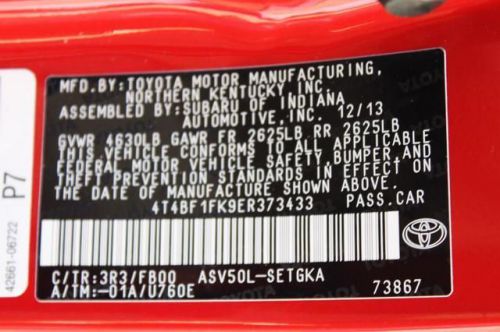 MFD.BY:TOYOTA MOTOR MANUFACTURING,
NORTHERN KENTUCKY,INC.
ASSEMBLED BY:SUBARU OF INDIANA
AUTOMOTIVE,INC. 12/13
GVWR 4630LB GAWR FR 2625LB RR 2625LB
THIS VEHICLE CONFORMS TO ALL APPLICABLE
FEDERAL MOTOR VEHICLE SAFETY,BUMPER,AND
THEFT PREVENTION STANDARDS IN EFFECT ON
THE DATE OF MANUFACTURE SHOWN ABOVE.
4T4BF1FK9ER373433 PASS.CAR
C/TR:3R3/FB00 ASV50L-SETGKA
A/TM:-01A/U760E 73867
TOYOTA
P7
42661-06722